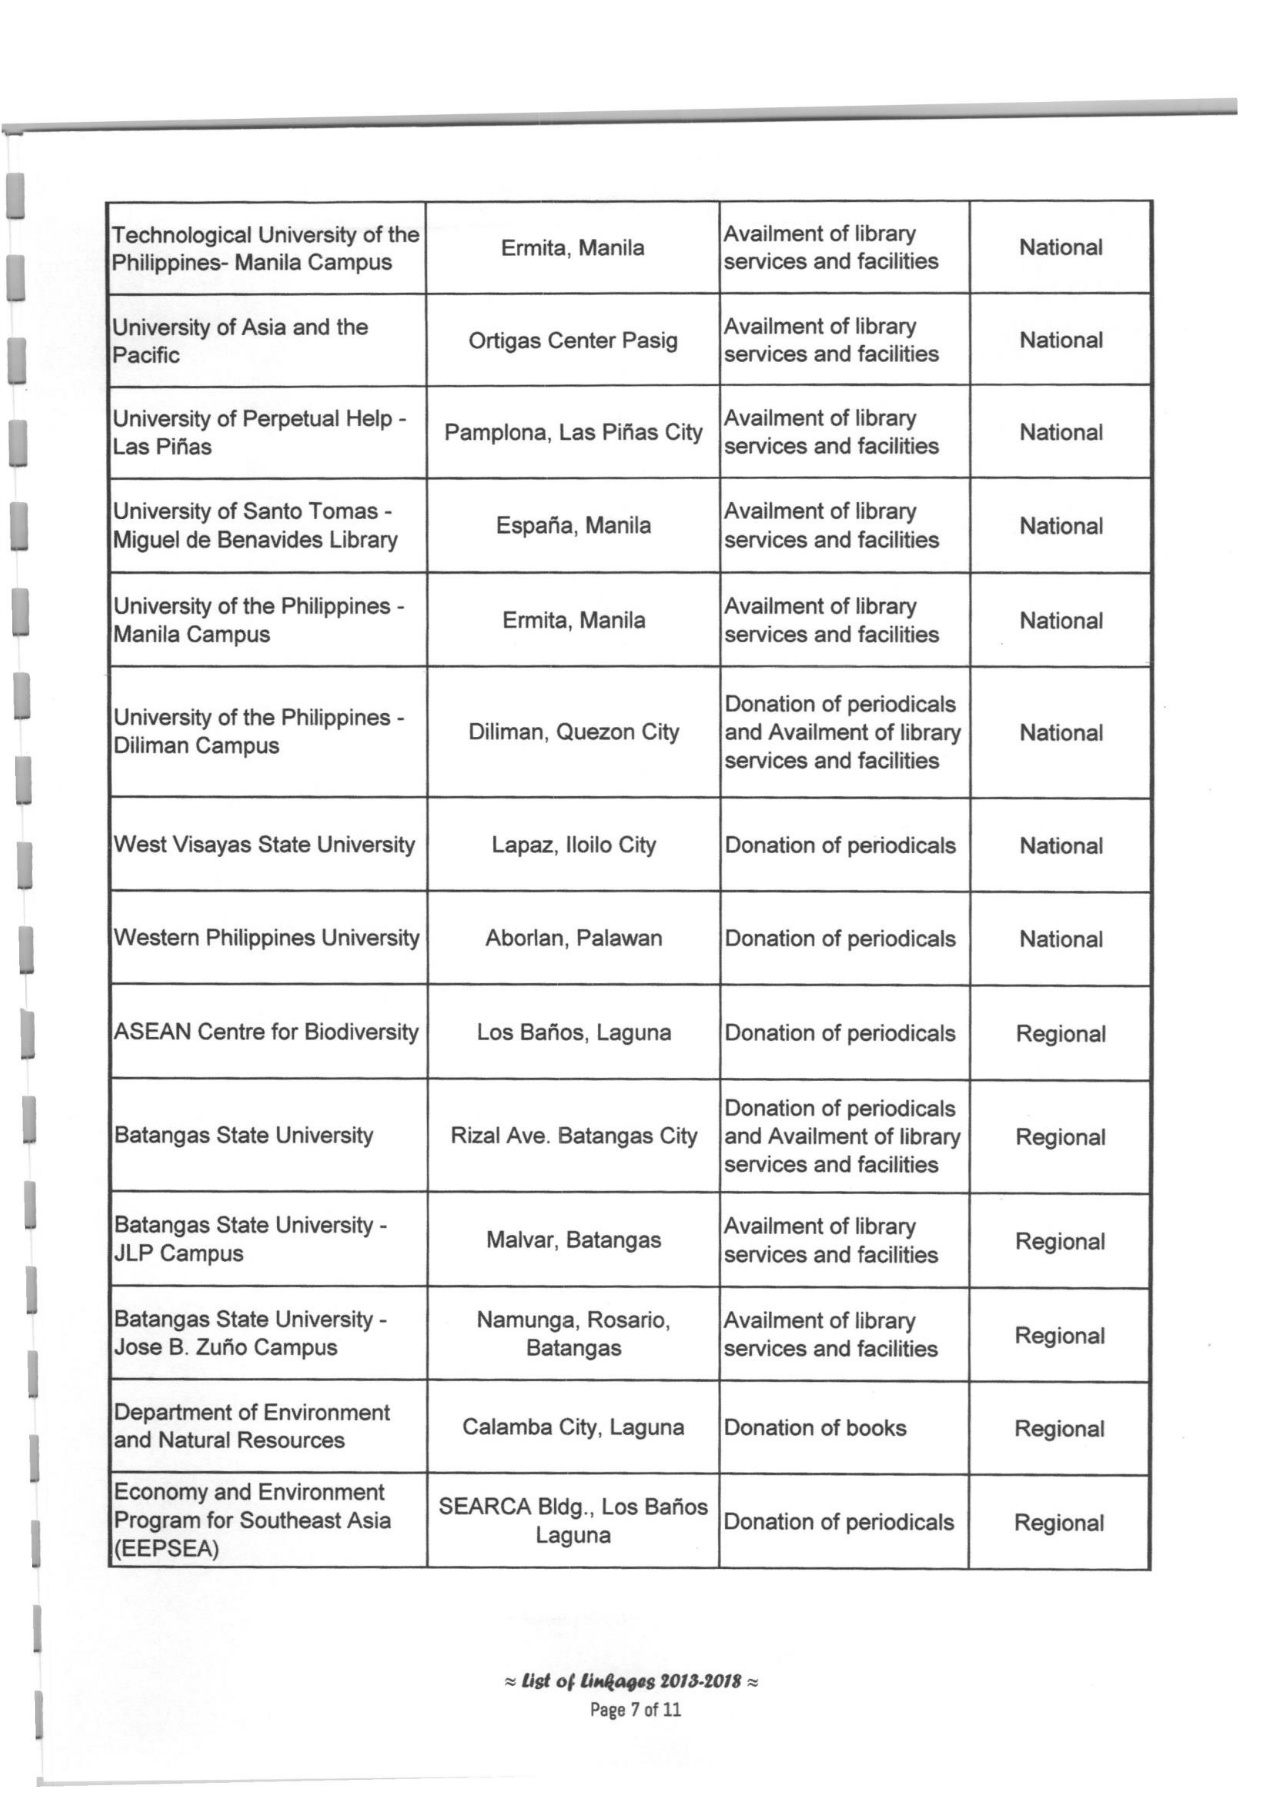 Technological University of the
Philippines- Manila Campus
Ermita, Manila
Availment of library
services and facilities
National
University of Asia and the
Pacific
Ortigas Center Pasig
Availment of library
services and facilities
National
University of Perpetual Help -
Las Piñas
Pamplona, Las Piñas City
Availment of library
services and facilities
National
University of Santo Tomas -
Miguel de Benavides Library
España, Manila
Availment of library
services and facilities
National
University of the Philippines -
Manila Campus
Ermita, Manila
Availment of library
services and facilities
National
University of the Philippines -
Diliman Campus
Diliman, Quezon City
Donation of periodicals
and Availment of library
services and facilities
National
West Visayas State University
Lapaz, Iloilo City
Donation of periodicals
National
Western Philippines University
Aborlan, Palawan
Donation of periodicals
National
ASEAN Centre for Biodiversity
Los Baños, Laguna
Donation of periodicals
Regional
Batangas State University
Rizal Ave. Batangas City
Donation of periodicals
and Availment of library
services and facilities
Regional
Batangas State University -
JLP Campus
Malvar, Batangas
Availment of library
services and facilities
Regional
Batangas State University -
Jose B. Zuño Campus
Namunga, Rosario,
Batangas
Availment of library
services and facilities
Regional
Department of Environment
and Natural Resources
Calamba City, Laguna
Donation of books
Regional
Economy and Environment
Program for Southeast Asia
(EEPSEA)
SEARCA Bldg., Los Baños
Laguna
Donation of periodicals
Regional
≈ List of Linkages 2013-2018 ≈
Page 7 of 11